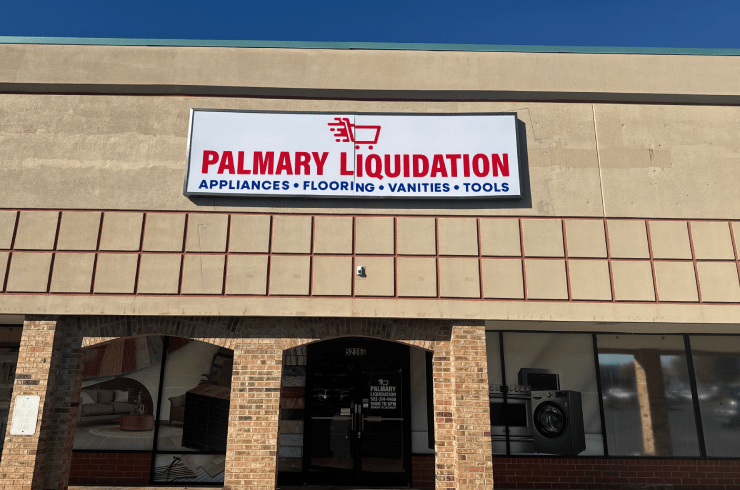 PALMARY LIQUIDATION
APPLIANCES • FLOORING • VANITIES • TOOLS
PALMARY
LIQUIDATION